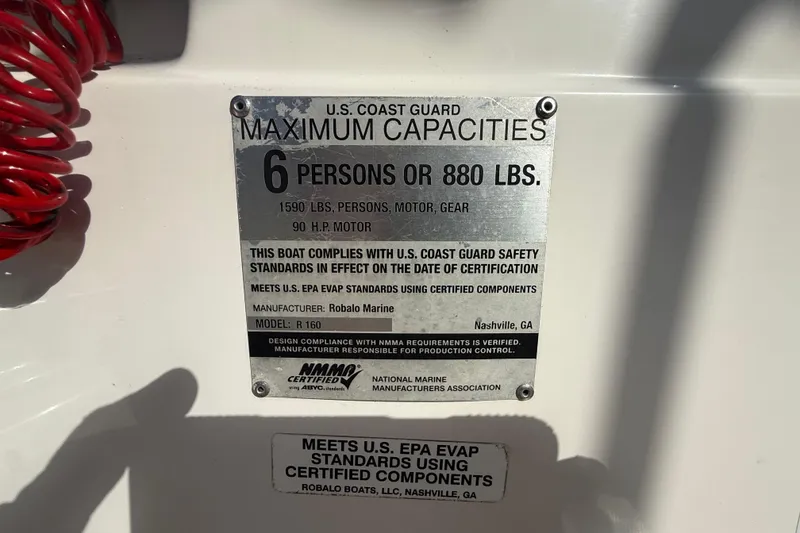 U.S. COAST GUARD
MAXIMUM CAPACITIES
6 PERSONS OR 880 LBS.
1590 LBS. PERSONS, MOTOR, GEAR
90 H.P. MOTOR
THIS BOAT COMPLIES WITH U.S. COAST GUARD SAFETY
STANDARDS IN EFFECT ON THE DATE OF CERTIFICATION
MEETS U.S. EPA EVAP STANDARDS USING CERTIFIED COMPONENTS
MANUFACTURER: Robalo Marine
MODEL: R 160 Nashville, GA
DESIGN COMPLIANCE WITH NMMA REQUIREMENTS IS VERIFIED.
MANUFACTURER RESPONSIBLE FOR PRODUCTION CONTROL.
NMMA
CERTIFIED
using ABYC. standards
NATIONAL MARINE
MANUFACTURERS ASSOCIATION
MEETS U.S. EPA EVAP
STANDARDS USING
CERTIFIED COMPONENTS
ROBALO BOATS, LLC, NASHVILLE, GA